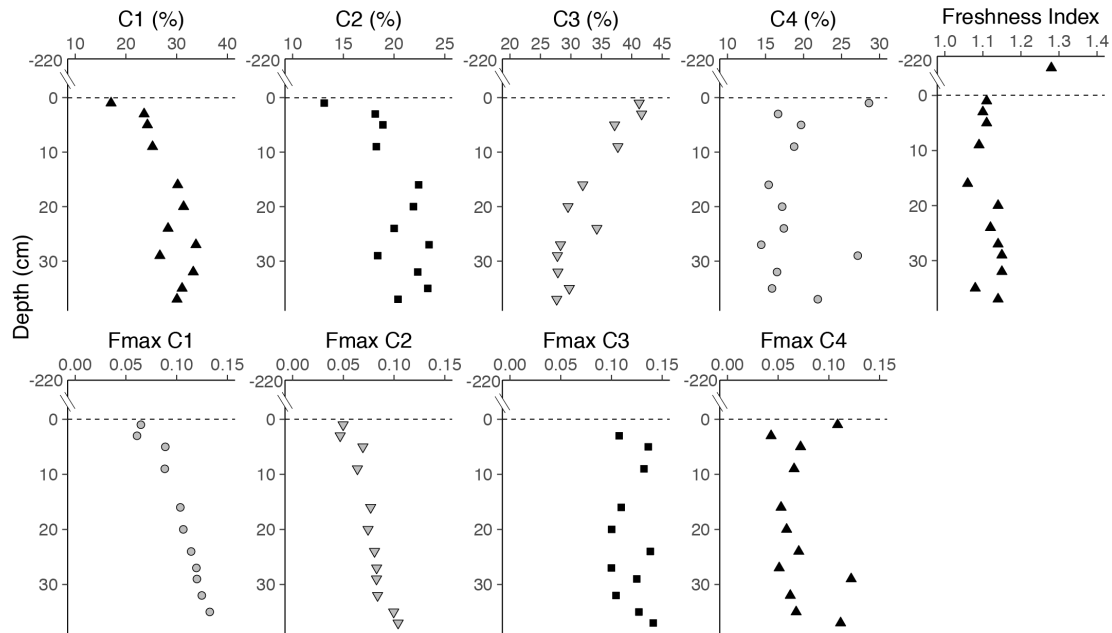 C1 (%) C2 (%) C3 (%) C4 (%) Freshness Index
10 20 30 40 10 15 20 25 20 25 30 35 40 45 10 15 20 25 30 1.0 1.1 1.2 1.3 1.4
-220 -220 -220 -220 -220
0 0 0 0 0
10 10 10 10 10
20 20 20 20 20
30 30 30 30 30
Depth (cm)
Fmax C1 Fmax C2 Fmax C3 Fmax C4
0.00 0.05 0.10 0.15 0.00 0.05 0.10 0.15 0.00 0.05 0.10 0.15 0.00 0.05 0.10 0.15
-220 -220 -220 -220
0 0 0 0
10 10 10 10
20 20 20 20
30 30 30 30